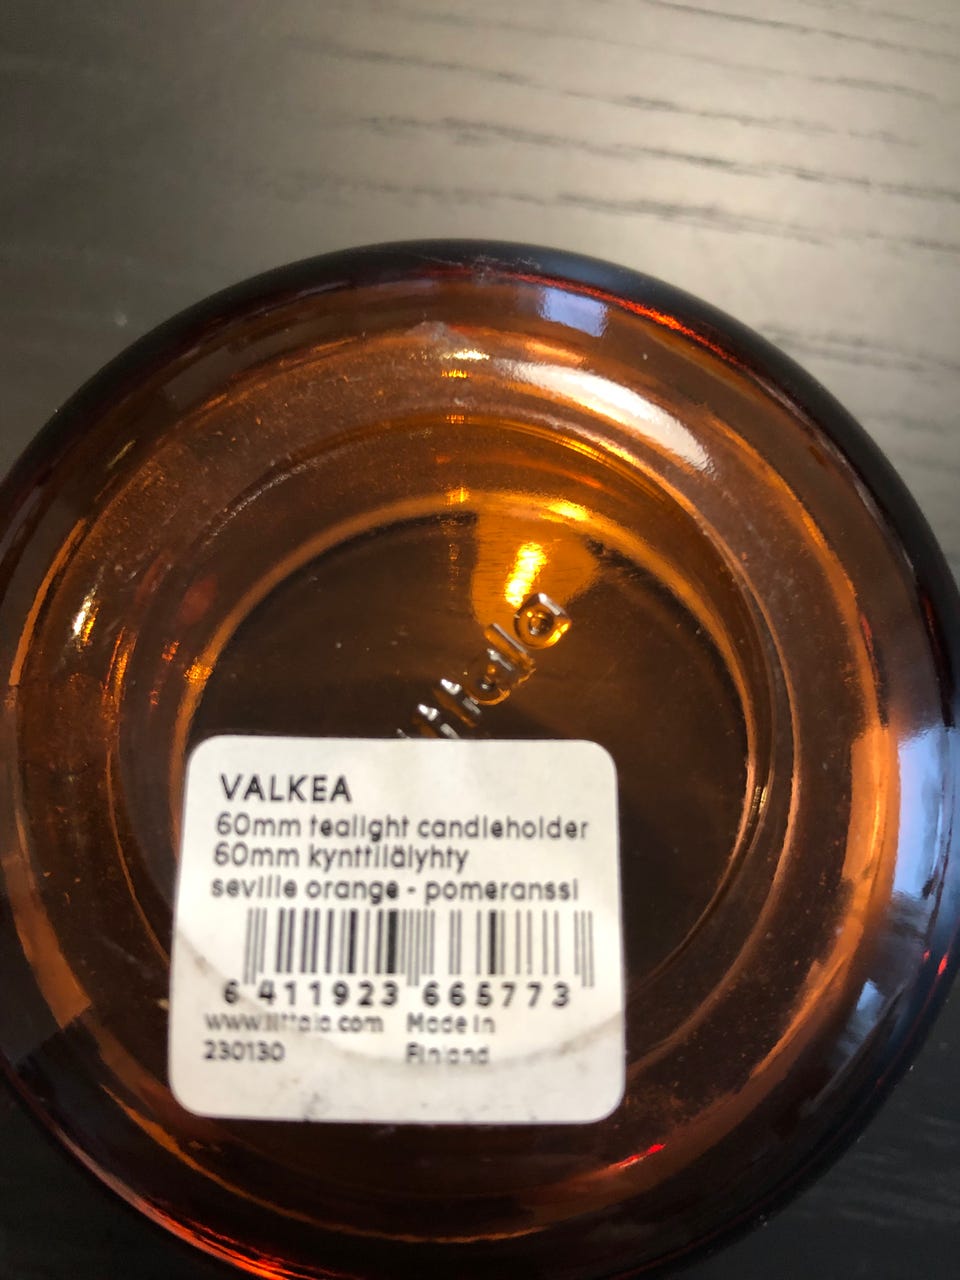 iittala
VALKEA
60mm tealight candleholder
60mm kynttilälyhty
seville orange - pomeranssi
6 411923 665773
www.iittala.com Made in
230130 Finland